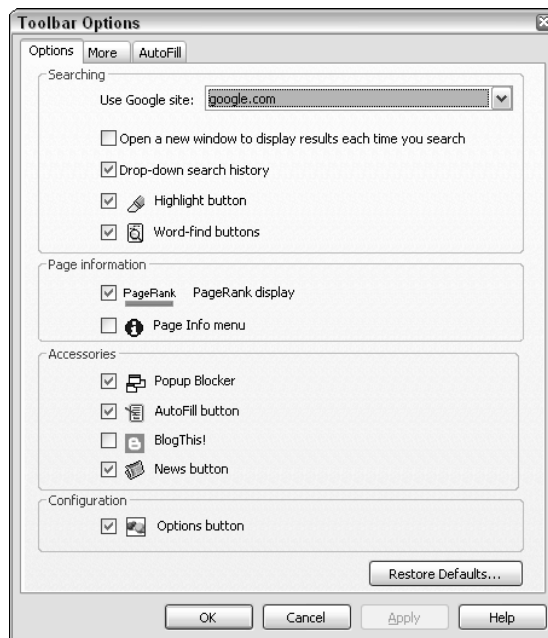 Toolbar Options
Options More AutoFill
Searching
Use Google site: google.com
Open a new window to display results each time you search
Drop-down search history
Highlight button
Word-find buttons
Page information
PageRank PageRank display
Page Info menu
Accessories
Popup Blocker
AutoFill button
BlogThis!
News button
Configuration
Options button
Restore Defaults...
OK Cancel Apply Help